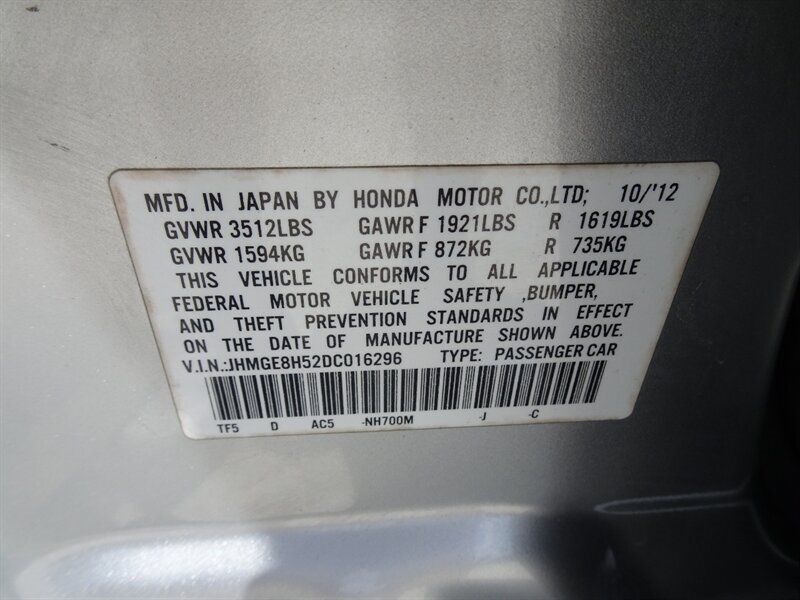 MFD. IN JAPAN BY HONDA MOTOR CO.,LTD; 10/'12
GVWR 3512LBS GAWR F 1921LBS R 1619LBS
GVWR 1594KG GAWR F 872KG R 735KG
THIS VEHICLE CONFORMS TO ALL APPLICABLE
FEDERAL MOTOR VEHICLE SAFETY ,BUMPER,
AND THEFT PREVENTION STANDARDS IN EFFECT
ON THE DATE OF MANUFACTURE SHOWN ABOVE.
V.I.N.:JHMGE8H52DC016296 TYPE: PASSENGER CAR
TF5 D AC5 -NH700M -J -C